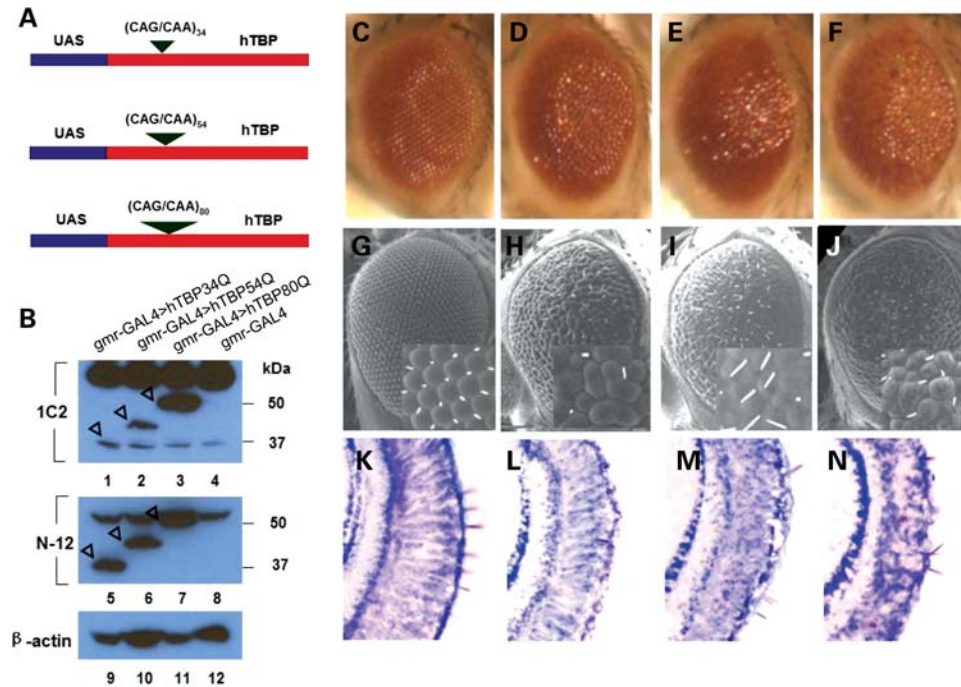 A
(CAG/CAA)34
UAS hTBP
(CAG/CAA)54
UAS hTBP
(CAG/CAA)80
UAS hTBP
B
gmr-GAL4>hTBP34Q
gmr-GAL4>hTBP54Q
gmr-GAL4>hTBP80Q
gmr-GAL4
kDa
1C2
50
37
1 2 3 4
N-12
50
37
5 6 7 8
β-actin
9 10 11 12
C D E F
G H I J
K L M N